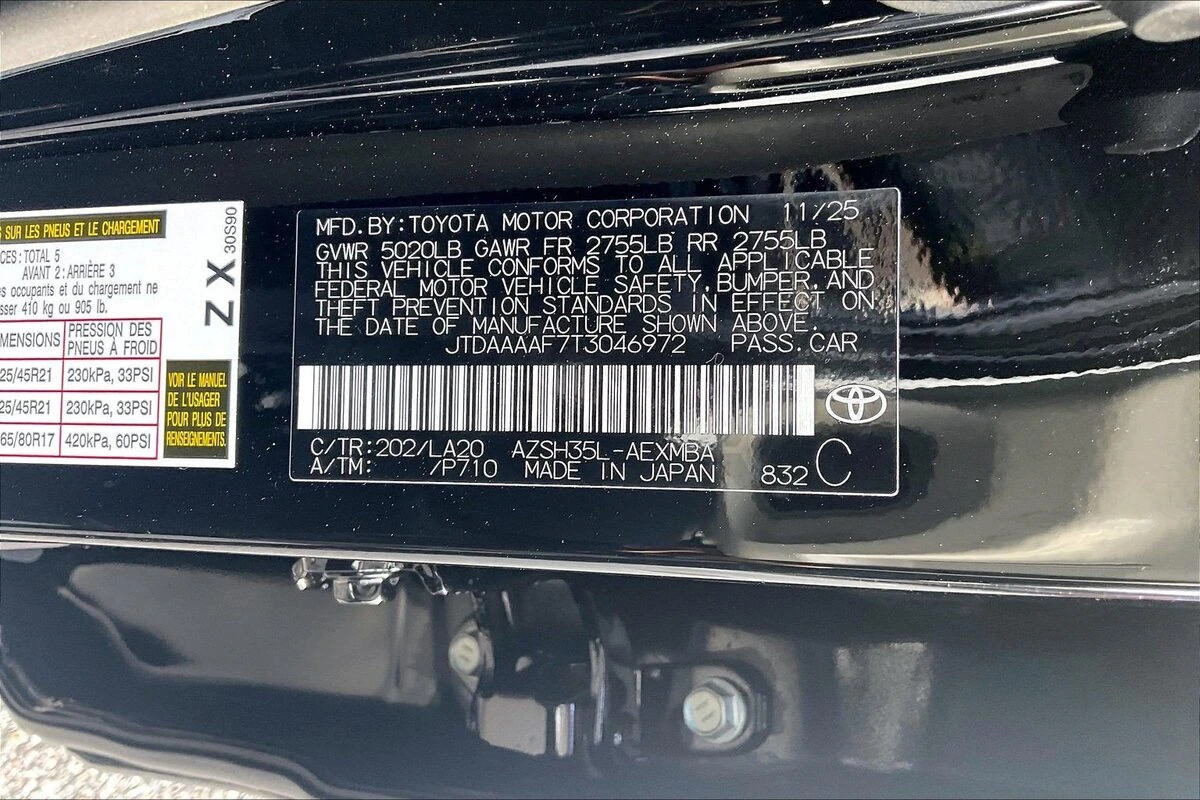 S SUR LES PNEUS ET LE CHARGEMENT
CES : TOTAL 5
AVANT 2 : ARRIÈRE 3
es occupants et du chargement ne
sser 410 kg ou 905 lb.
MENSIONS PRESSION DES PNEUS À FROID
25/45R21 230kPa, 33PSI
25/45R21 230kPa, 33PSI
65/80R17 420kPa, 60PSI
VOIR LE MANUEL
DE L'USAGER
POUR PLUS DE
RENSEIGNEMENTS.
ZX
30S90
MFD. BY: TOYOTA MOTOR CORPORATION 11/25
GVWR 5020LB GAWR FR 2755LB RR 2755LB
THIS VEHICLE CONFORMS TO ALL APPLICABLE
FEDERAL MOTOR VEHICLE SAFETY, BUMPER, AND
THEFT PREVENTION STANDARDS IN EFFECT ON
THE DATE OF MANUFACTURE SHOWN ABOVE.
JTDAAAAF7T3046972 PASS. CAR
C/TR: 202/LA20 AZSH35L-AEXMBA
A/TM: /P710 MADE IN JAPAN 832 C